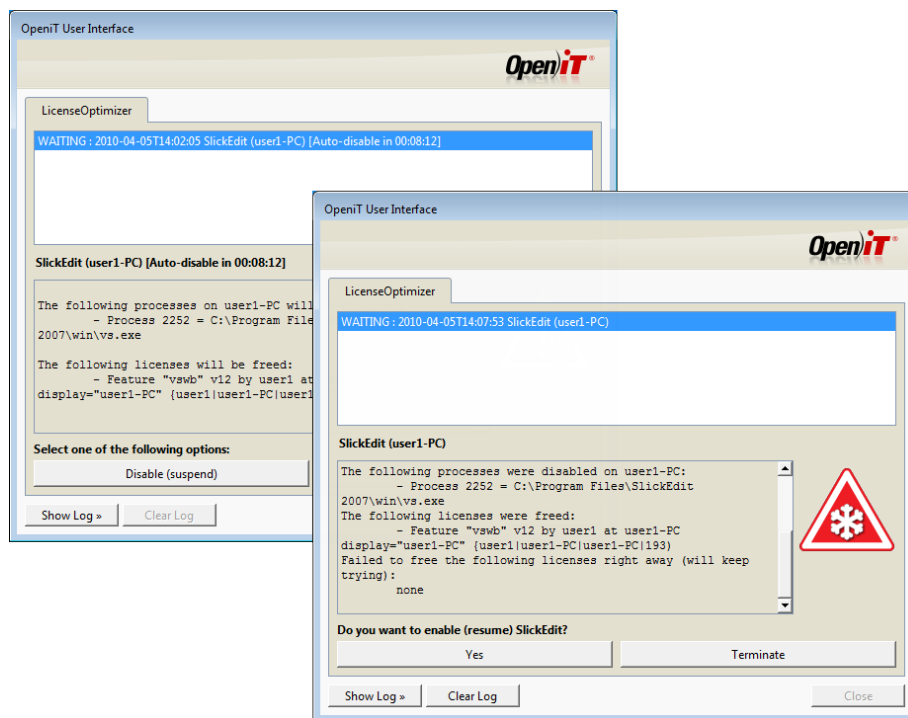 OpeniT User Interface
Open iT ®
LicenseOptimizer
WAITING : 2010-04-05T14:02:05 SlickEdit (user1-PC) [Auto-disable in 00:08:12]
SlickEdit (user1-PC) [Auto-disable in 00:08:12]
The following processes on user1-PC will
- Process 2252 = C:\Program File
2007\win\vs.exe
The following licenses will be freed:
- Feature "vswb" v12 by user1 at
display="user1-PC" {user1|user1-PC|user1
Select one of the following options:
Disable (suspend)
Show Log »
Clear Log
OpeniT User Interface
Open iT ®
LicenseOptimizer
WAITING : 2010-04-05T14:07:53 SlickEdit (user1-PC)
SlickEdit (user1-PC)
The following processes were disabled on user1-PC:
- Process 2252 = C:\Program Files\SlickEdit
2007\win\vs.exe
The following licenses were freed:
- Feature "vswb" v12 by user1 at user1-PC
display="user1-PC" {user1|user1-PC|user1-PC|193)
Failed to free the following licenses right away (will keep
trying):
none
Do you want to enable (resume) SlickEdit?
Yes
Terminate
Show Log »
Clear Log
Close